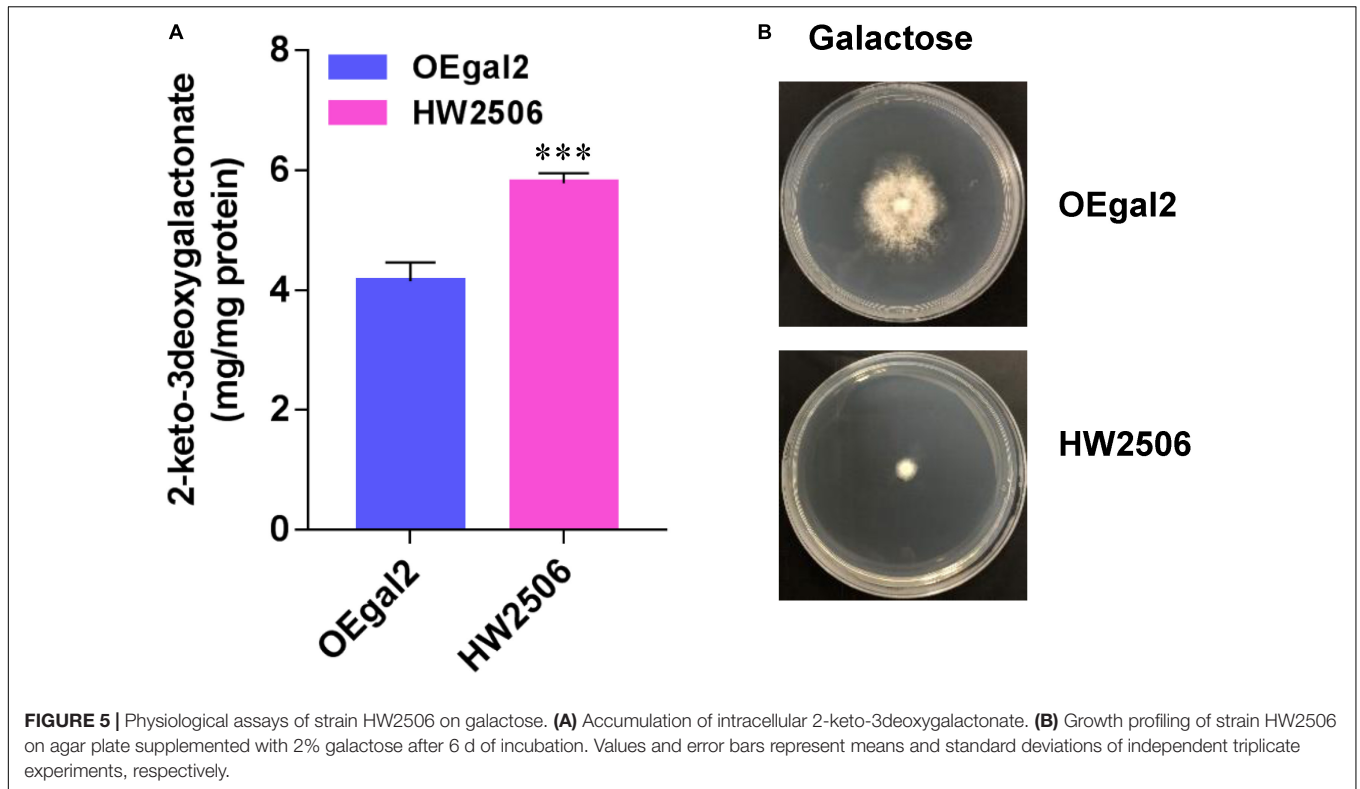 A
8
6
4
2
0
2-keto-3deoxygalactonate
(mg/mg protein)
OEgal2
HW2506
***
OEgal2
HW2506
B
Galactose
OEgal2
HW2506
FIGURE 5 | Physiological assays of strain HW2506 on galactose. (A) Accumulation of intracellular 2-keto-3deoxygalactonate. (B) Growth profiling of strain HW2506
on agar plate supplemented with 2% galactose after 6 d of incubation. Values and error bars represent means and standard deviations of independent triplicate
experiments, respectively.